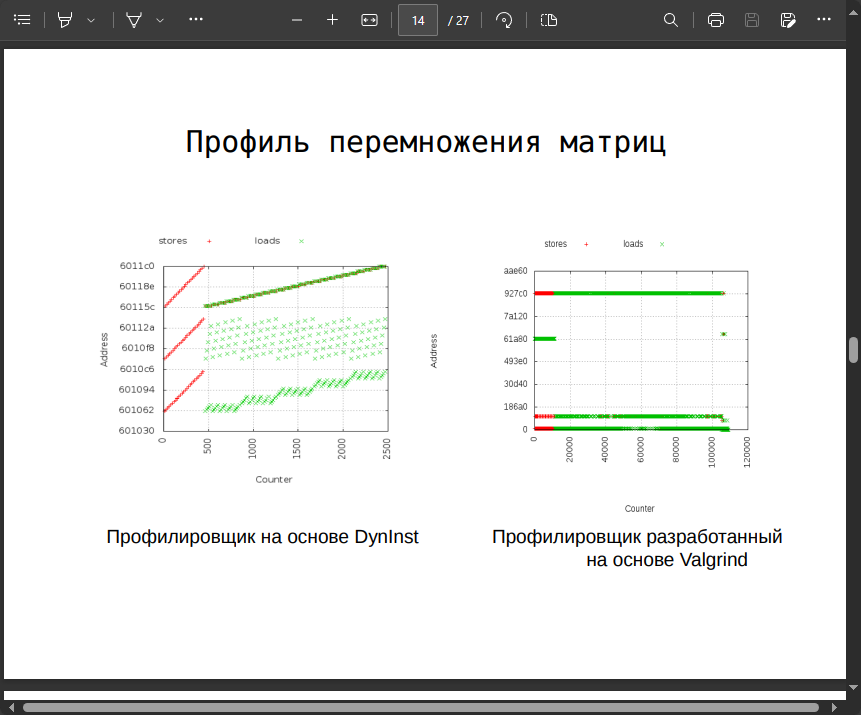 14 / 27
Профиль перемножения матриц
stores loads
6011c0
60118e
60115c
60112a
6010f8
6010c6
601094
601062
601030
Address
0 500 1000 1500 2000 2500
Counter
Профилировщик на основе DynInst
stores loads
aae60
927c0
7a120
61a80
493e0
30d40
186a0
0
Address
0 20000 40000 60000 80000 100000 120000
Counter
Профилировщик разработанный
на основе Valgrind